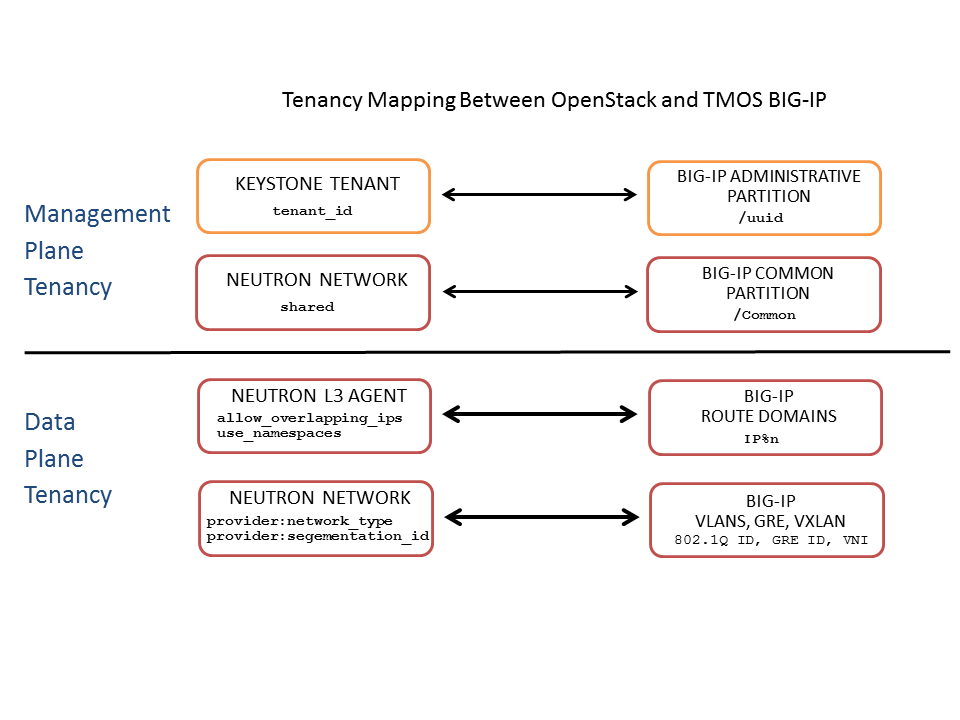 Tenancy Mapping Between OpenStack and TMOS BIG-IP
Management
Plane
Tenancy
KEYSTONE TENANT
tenant_id
BIG-IP ADMINISTRATIVE
PARTITION
/uuid
NEUTRON NETWORK
shared
BIG-IP COMMON
PARTITION
/Common
Data
Plane
Tenancy
NEUTRON L3 AGENT
allow_overlapping_ips
use_namespaces
BIG-IP
ROUTE DOMAINS
IP%n
NEUTRON NETWORK
provider:network_type
provider:segementation_id
BIG-IP
VLANS, GRE, VXLAN
802.1Q ID, GRE ID, VNI